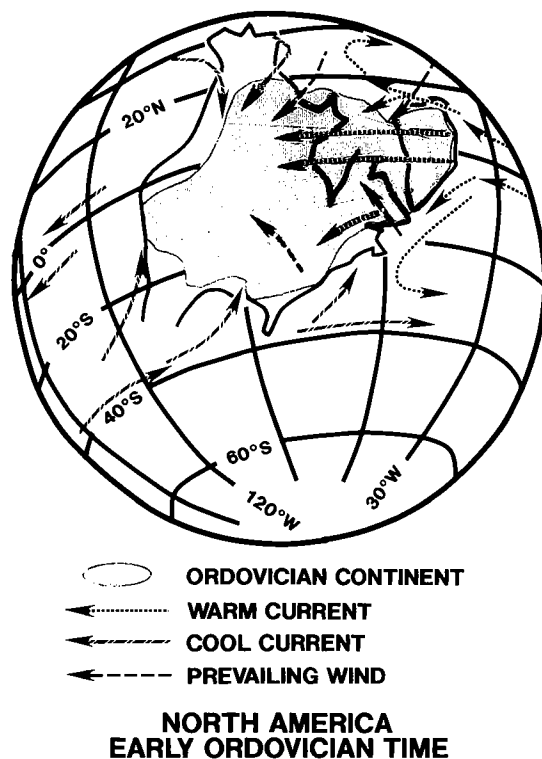 20°N
0°
20°S
40°S
60°S
120°W
30°W
ORDOVICIAN CONTINENT
WARM CURRENT
COOL CURRENT
PREVAILING WIND
NORTH AMERICA
EARLY ORDOVICIAN TIME